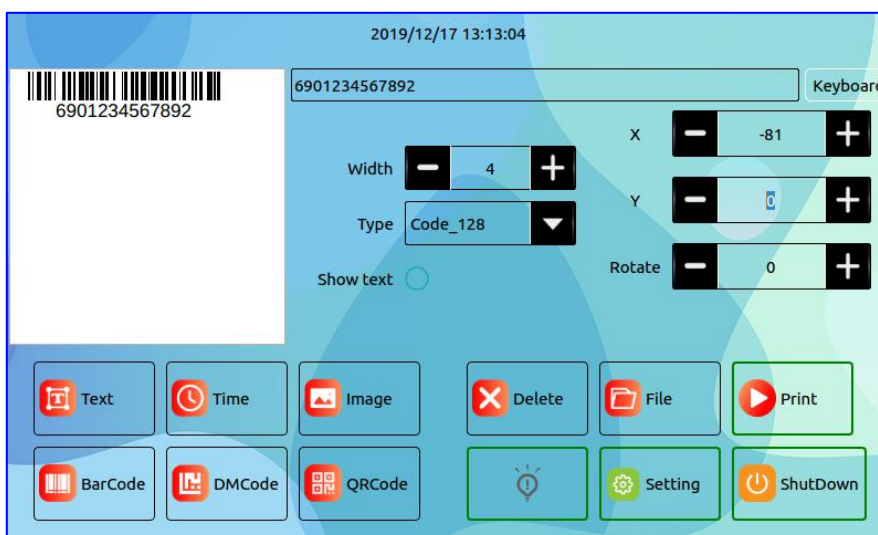 2019/12/17 13:13:04
6901234567892
6901234567892
Keyboar
X
-81
Width
4
Y
0
Type
Code_128
Rotate
0
Show text
Text
Time
Image
Delete
File
Print
BarCode
DMCode
QRCode
Setting
ShutDown